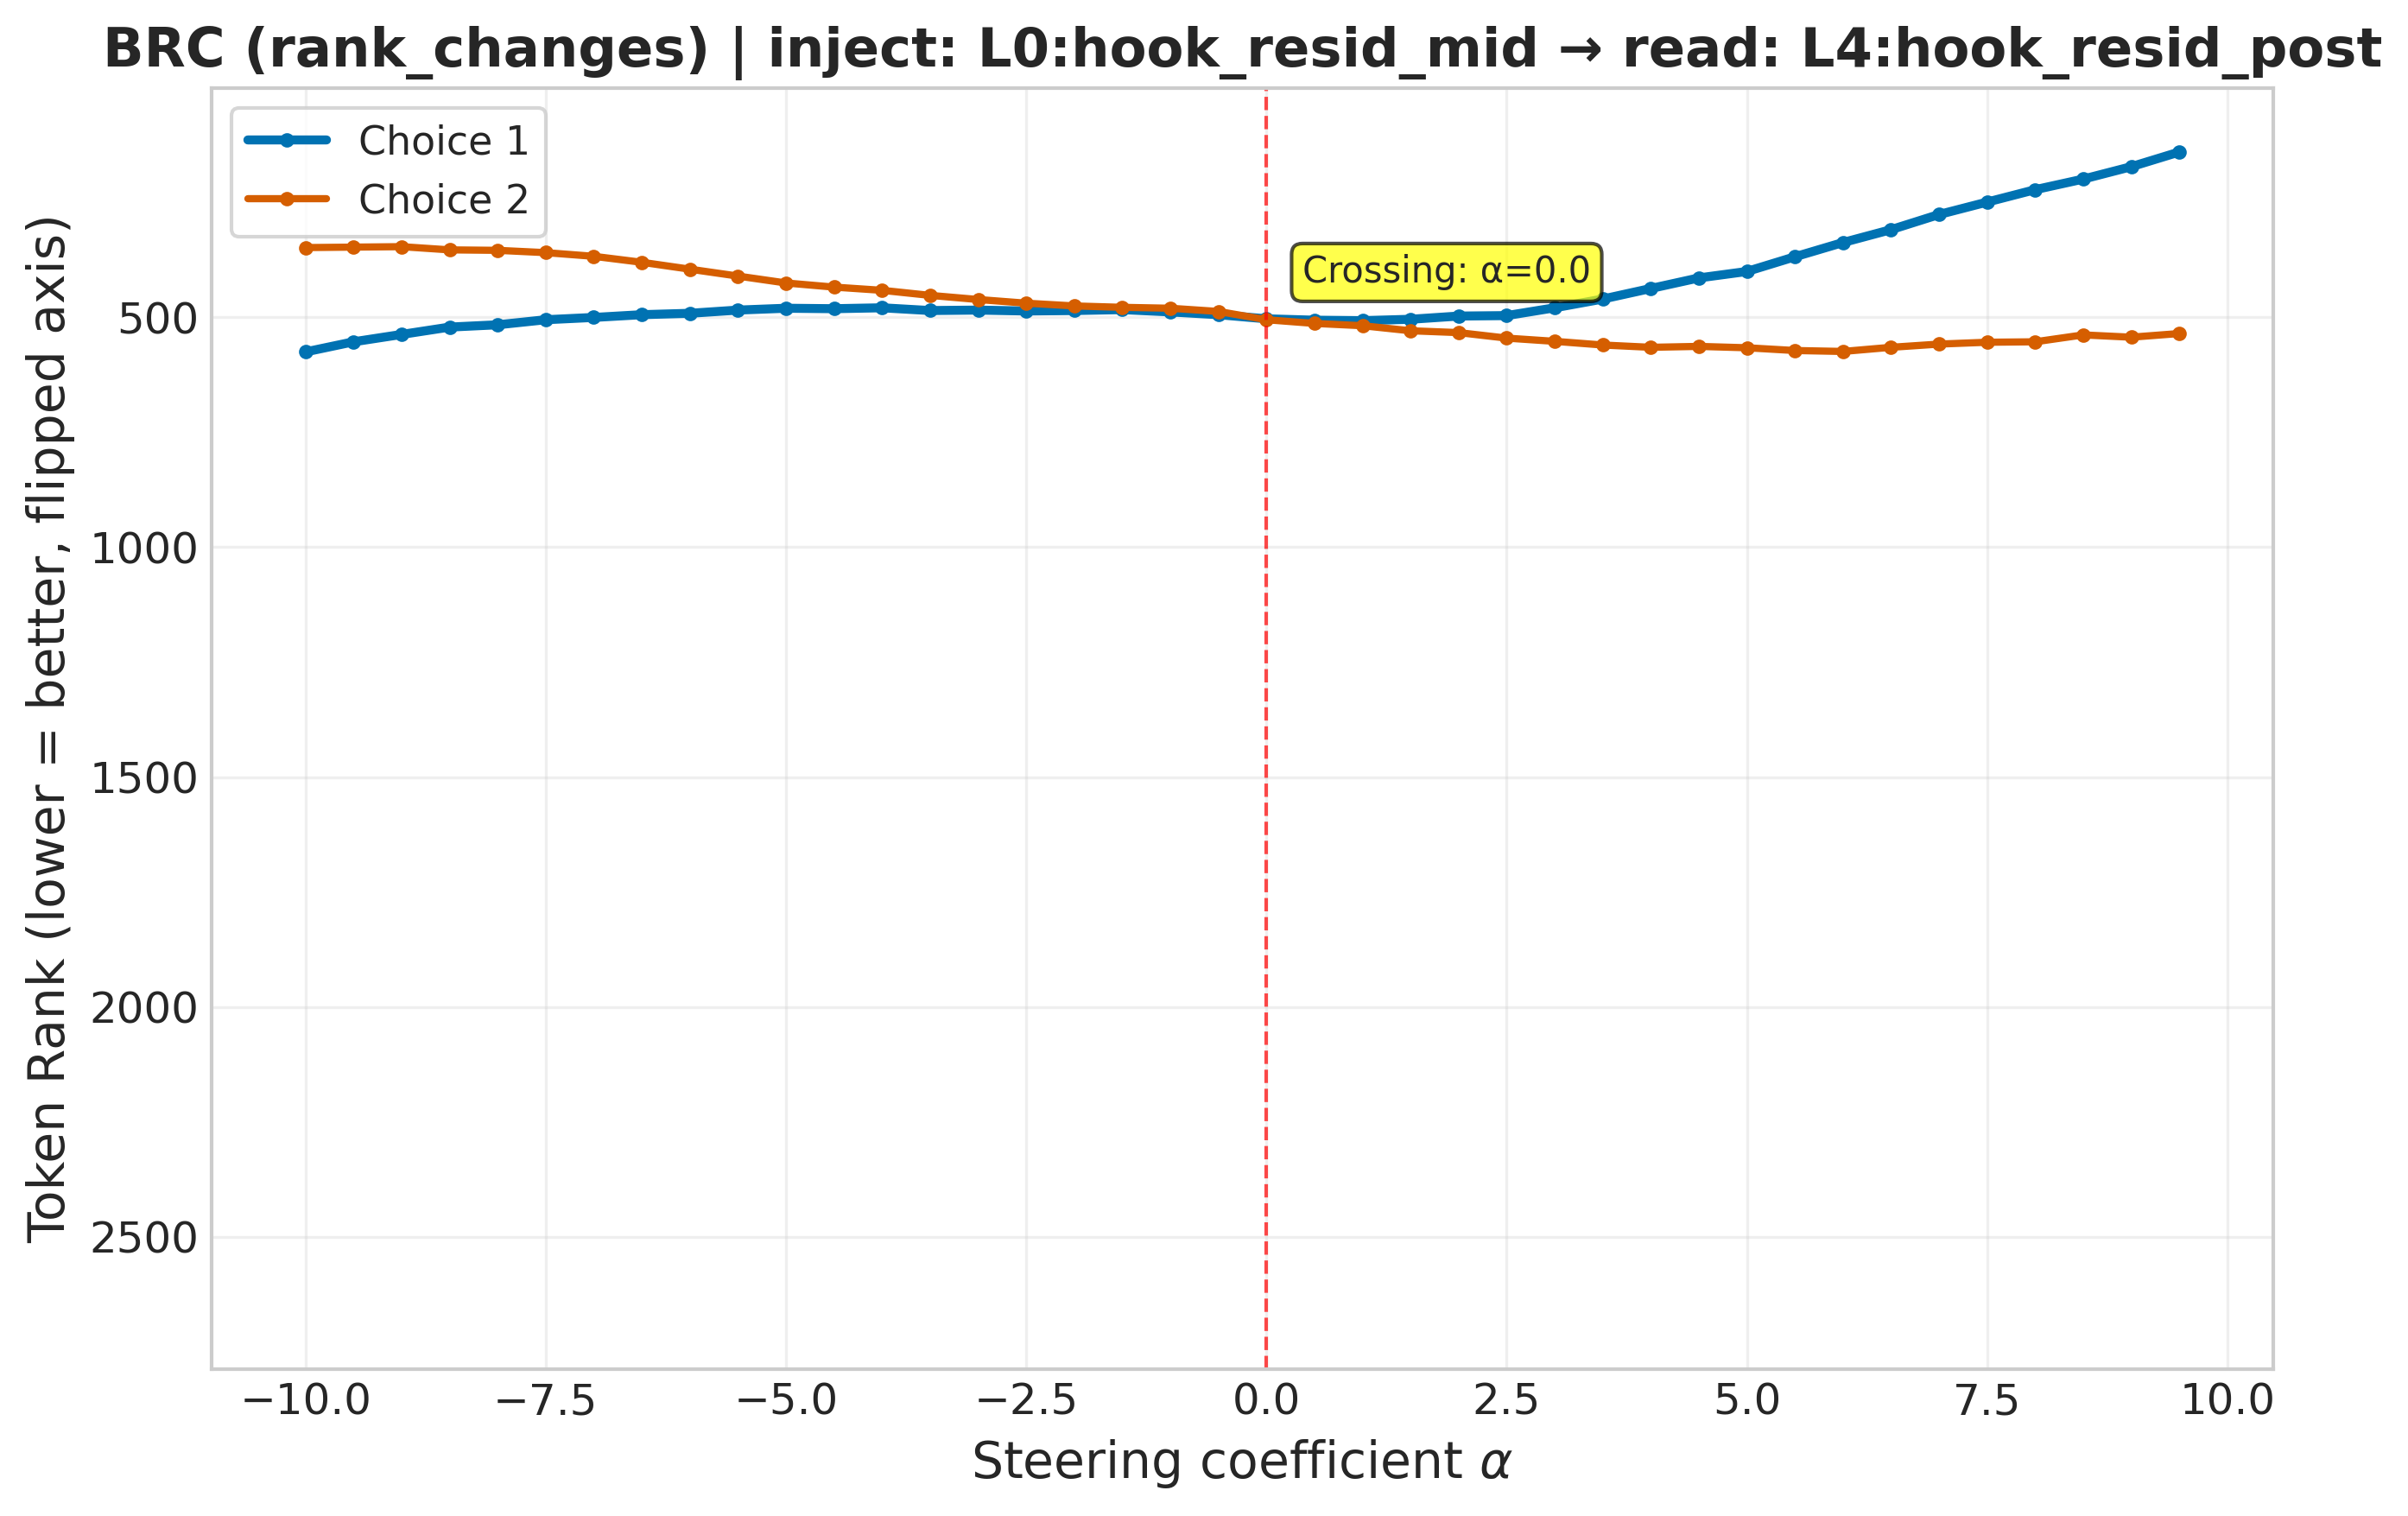 BRC (rank_changes) | inject: L0:hook_resid_mid → read: L4:hook_resid_post
Choice 1
Choice 2
Crossing: α=0.0
Token Rank (lower = better, flipped axis)
500
1000
1500
2000
2500
−10.0 −7.5 −5.0 −2.5 0.0 2.5 5.0 7.5 10.0
Steering coefficient α